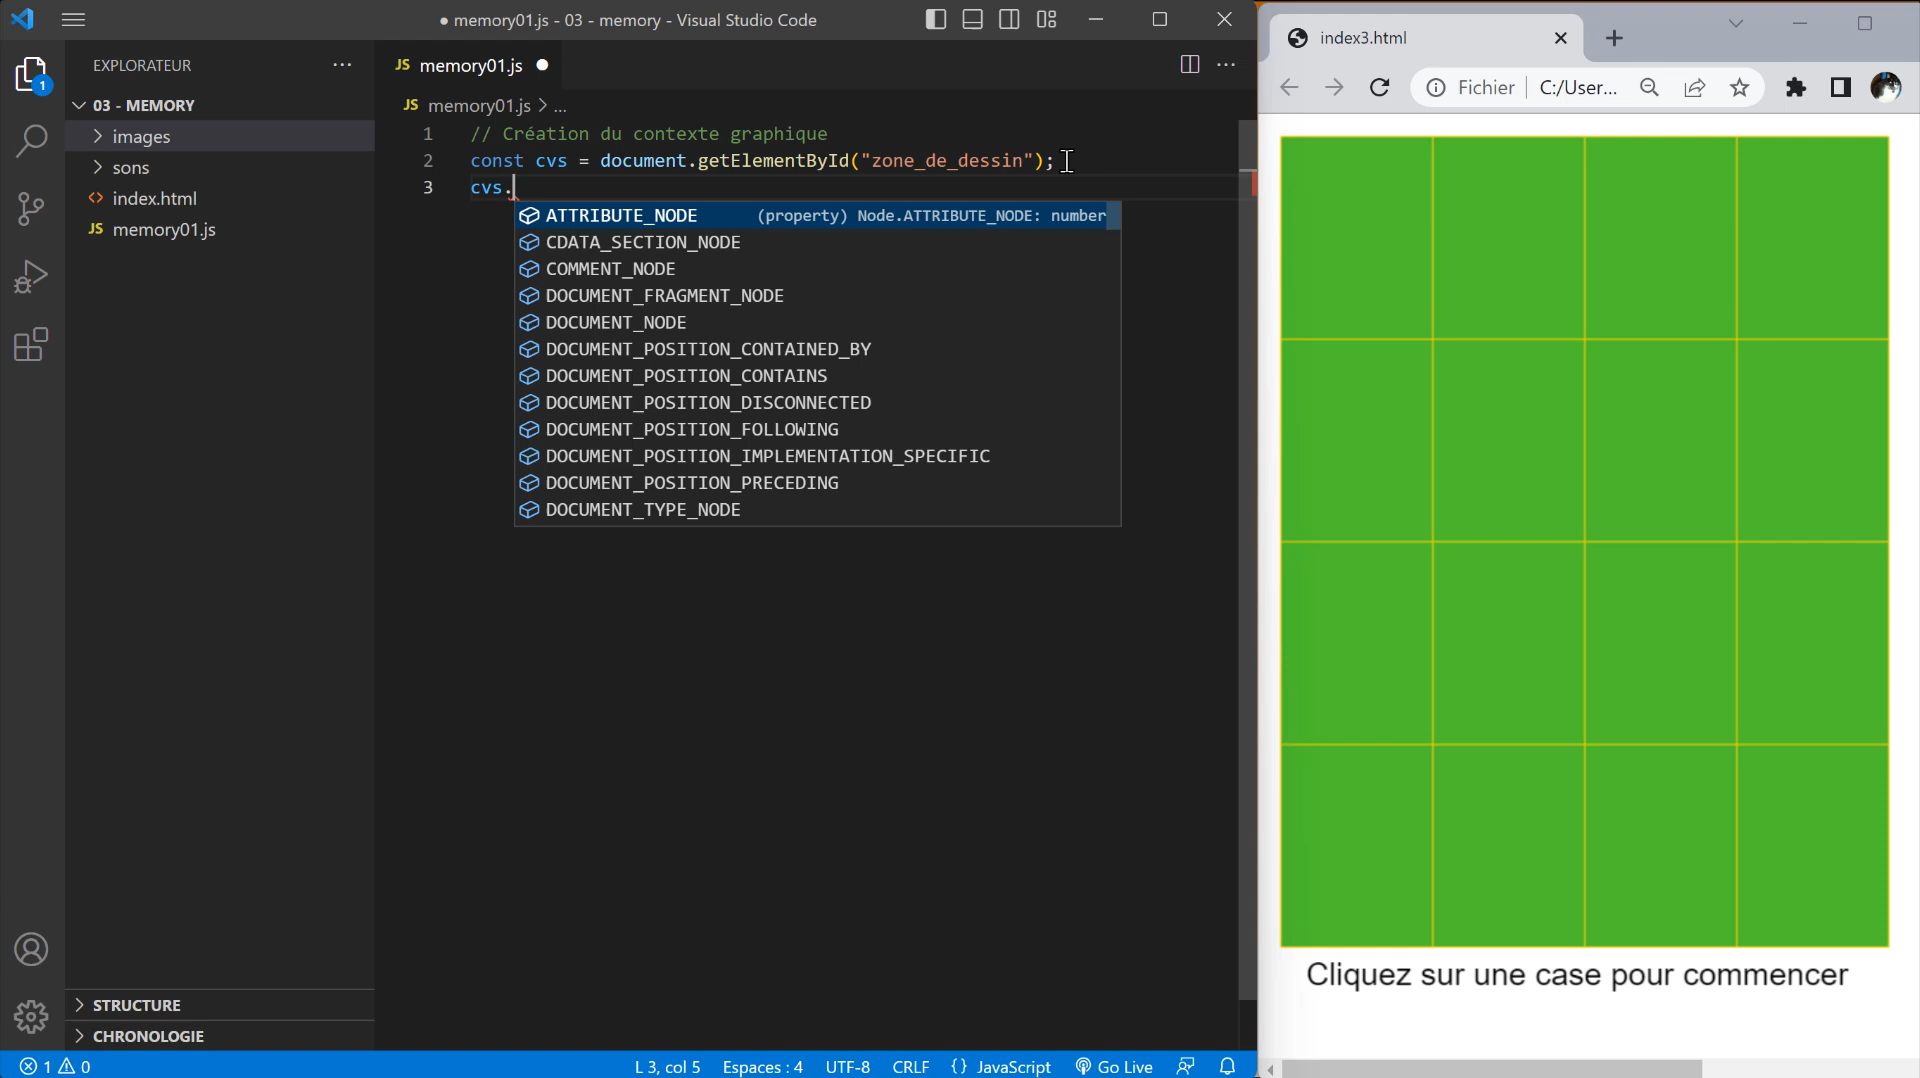 ● memory01.js - 03 - memory - Visual Studio Code
EXPLORATEUR
1
03 - MEMORY
images
sons
index.html
JS memory01.js
STRUCTURE
CHRONOLOGIE
JS memory01.js
JS memory01.js > ...
1 // Création du contexte graphique
2 const cvs = document.getElementById("zone_de_dessin");
3 cvs.
ATTRIBUTE_NODE (property) Node.ATTRIBUTE_NODE: number
CDATA_SECTION_NODE
COMMENT_NODE
DOCUMENT_FRAGMENT_NODE
DOCUMENT_NODE
DOCUMENT_POSITION_CONTAINED_BY
DOCUMENT_POSITION_CONTAINS
DOCUMENT_POSITION_DISCONNECTED
DOCUMENT_POSITION_FOLLOWING
DOCUMENT_POSITION_IMPLEMENTATION_SPECIFIC
DOCUMENT_POSITION_PRECEDING
DOCUMENT_TYPE_NODE
1 0 L 3, col 5 Espaces : 4 UTF-8 CRLF {} JavaScript Go Live
index3.html
Fichier C:/User...
Cliquez sur une case pour commencer